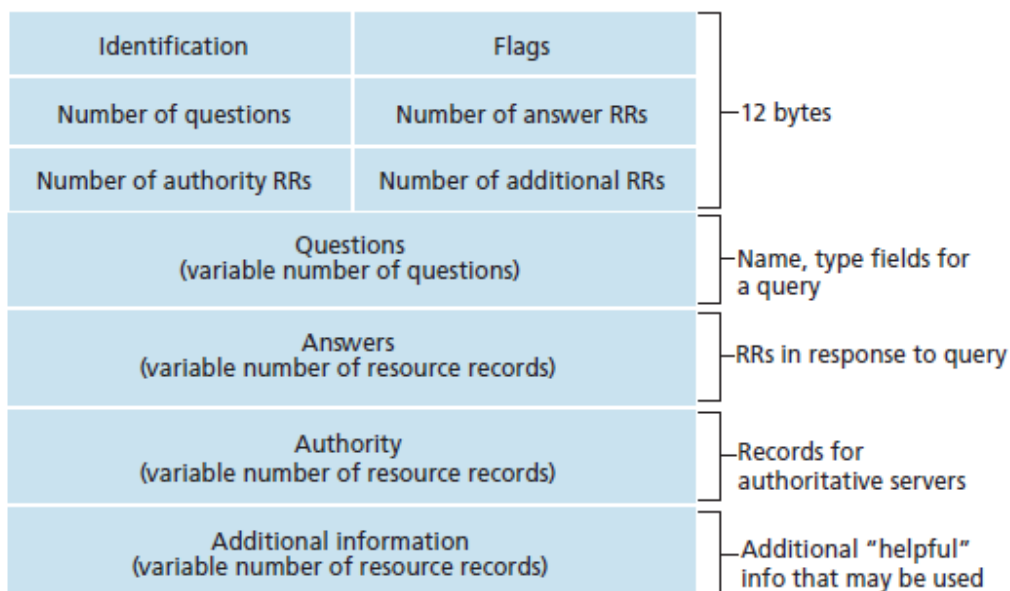 Identification
Flags
Number of questions
Number of answer RRs
12 bytes
Number of authority RRs
Number of additional RRs
Questions
(variable number of questions)
Name, type fields for
a query
Answers
(variable number of resource records)
RRs in response to query
Authority
(variable number of resource records)
Records for
authoritative servers
Additional information
(variable number of resource records)
Additional “helpful”
info that may be used